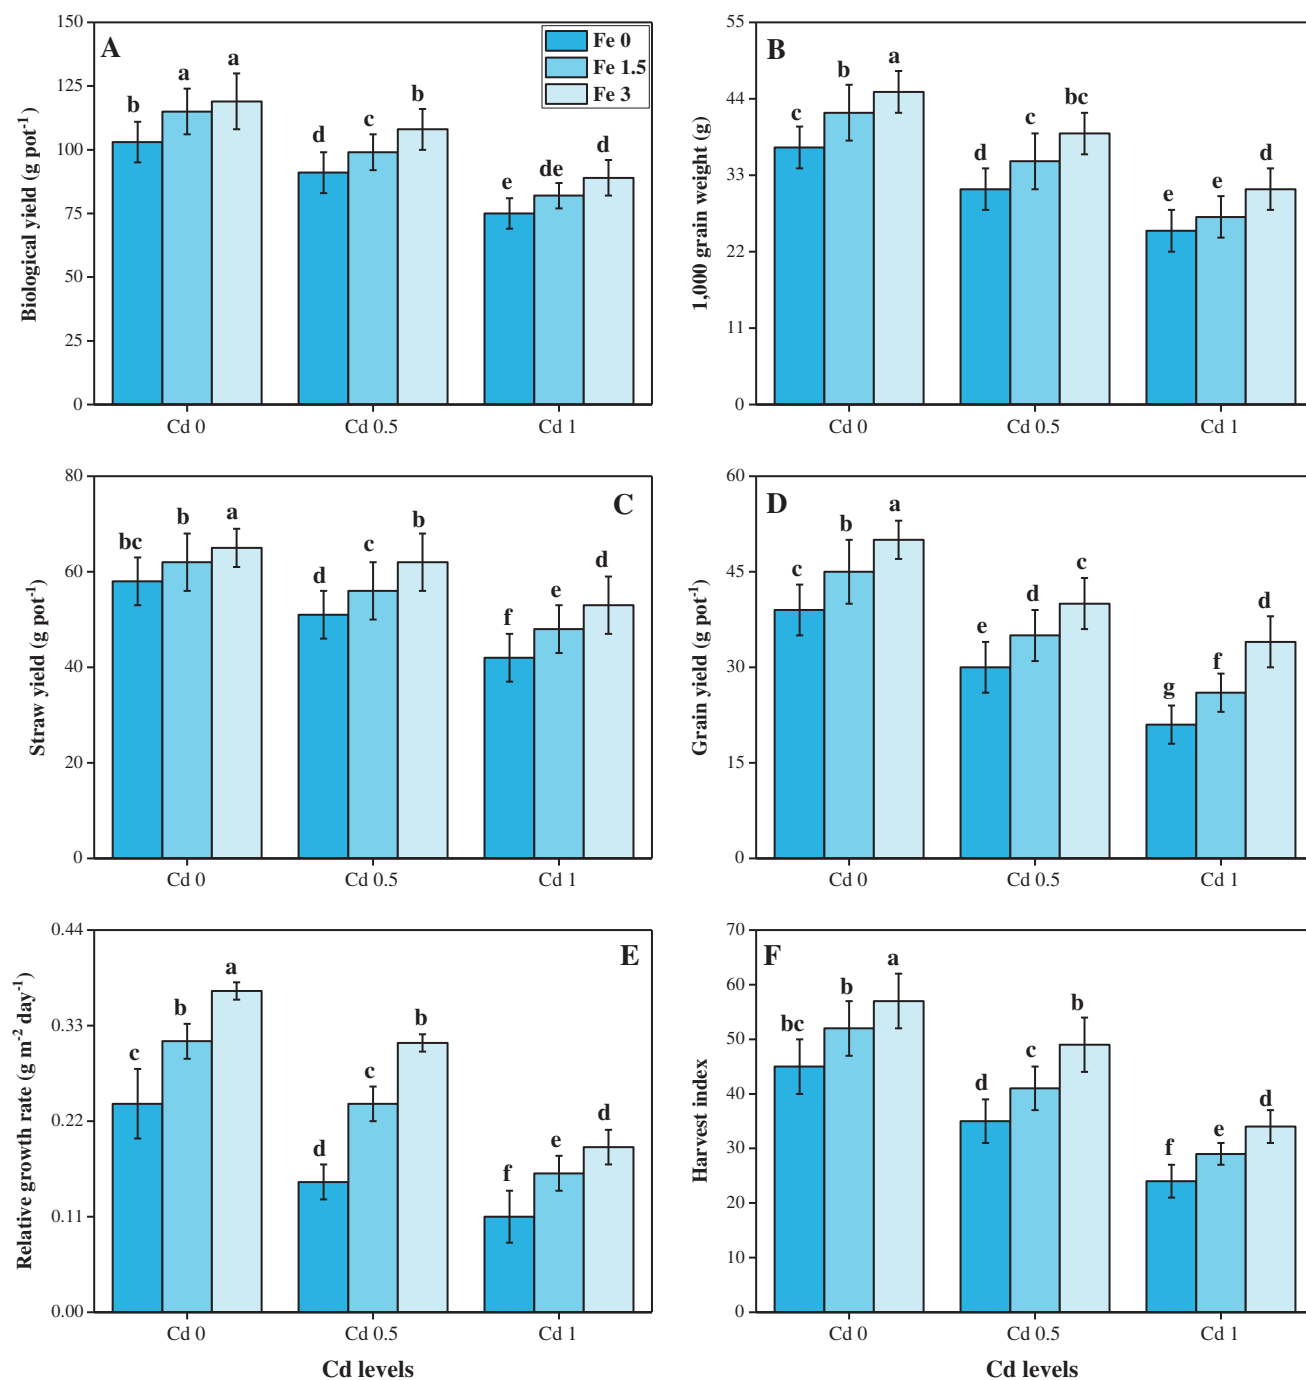 A
Fe 0
Fe 1.5
Fe 3
150
125
100
75
50
25
0
Biological yield (g pot⁻¹)
b
a
a
d
c
b
e
de
d
Cd 0
Cd 0.5
Cd 1
B
55
44
33
22
11
0
1,000 grain weight (g)
c
b
a
d
c
bc
e
e
d
Cd 0
Cd 0.5
Cd 1
C
80
60
40
20
0
Straw yield (g pot⁻¹)
bc
b
a
d
c
b
f
e
d
Cd 0
Cd 0.5
Cd 1
D
60
45
30
15
0
Grain yield (g pot⁻¹)
c
b
a
e
d
c
g
f
d
Cd 0
Cd 0.5
Cd 1
E
0.44
0.33
0.22
0.11
0.00
Relative growth rate (g m⁻² day⁻¹)
c
b
a
d
c
b
f
e
d
Cd 0
Cd 0.5
Cd 1
Cd levels
F
70
60
50
40
30
20
10
0
Harvest index
bc
b
a
d
c
b
f
e
d
Cd 0
Cd 0.5
Cd 1
Cd levels